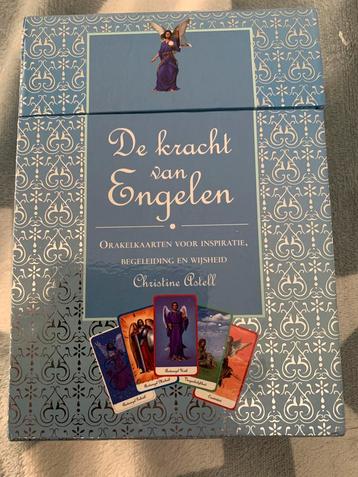 De kracht
van
Engelen
Orakelkaarten voor inspiratie,
begeleiding en wijsheid
Christine Astell